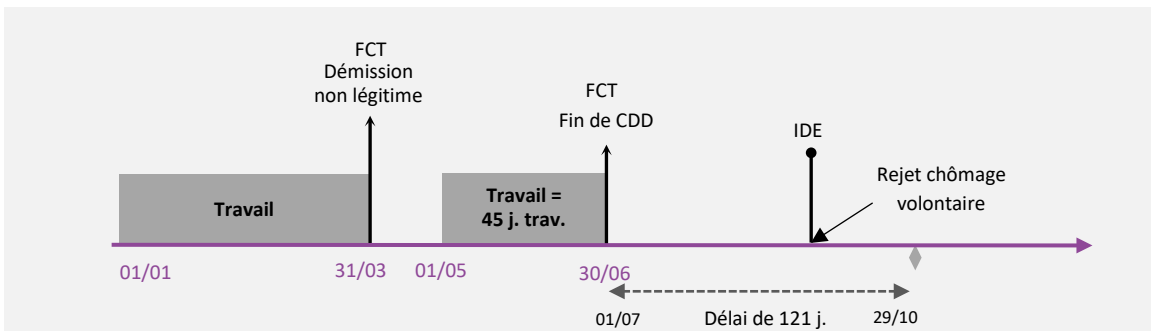 FCT
Démission
non légitime
FCT
Fin de CDD
IDE
Rejet chômage
volontaire
Travail
Travail =
45 j. trav.
01/01
31/03
01/05
30/06
01/07
Délai de 121 j.
29/10